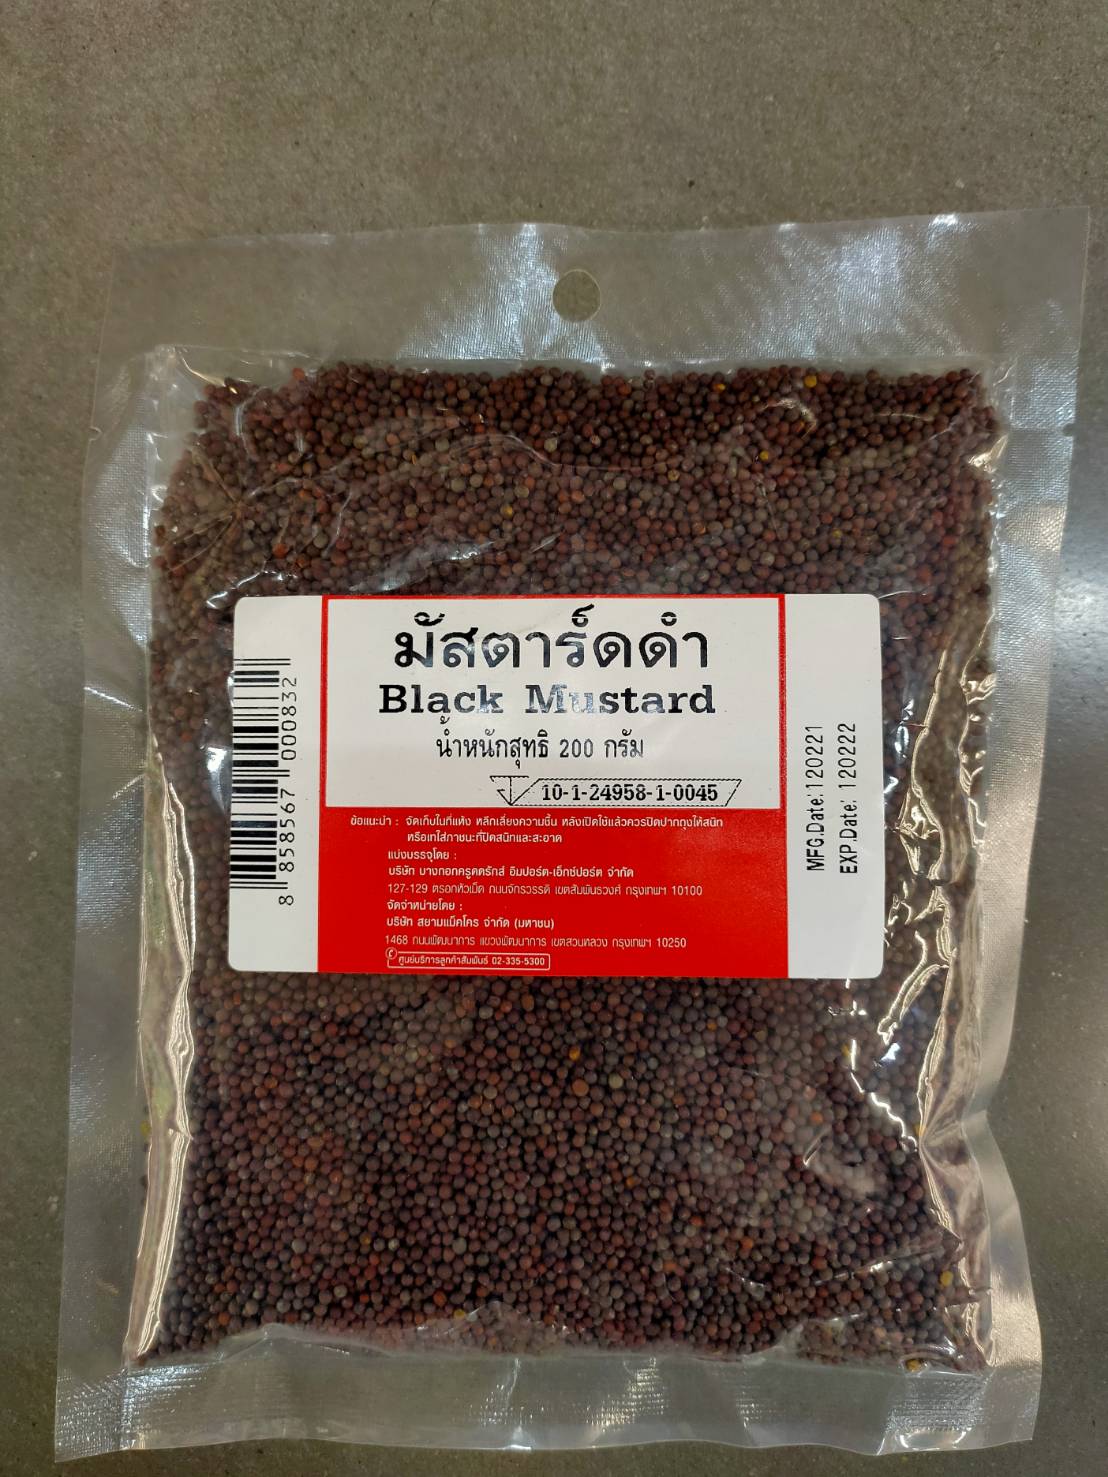 มัสตาร์ดดำ
Black Mustard
น้ำหนักสุทธิ 200 กรัม
10-1-24958-1-0045
ข้อแนะนำ : จัดเก็บในที่แห้ง หลีกเลี่ยงความชื้น หลังเปิดใช้แล้วควรปิดปากถุงให้สนิท
หรือเทใส่ภาชนะที่ปิดสนิทและสะอาด
แบ่งบรรจุโดย :
บริษัท บางกอกครูดดรักส์ อิมปอร์ต-เอ็กซ์ปอร์ต จำกัด
127-129 ตรอกหัวเม็ด ถนนจักรวรรดิ เขตสัมพันธวงศ์ กรุงเทพฯ 10100
จัดจำหน่ายโดย :
บริษัท สยามแม็คโคร จำกัด (มหาชน)
1468 ถนนพัฒนาการ แขวงพัฒนาการ เขตสวนหลวง กรุงเทพฯ 10250
ศูนย์บริการลูกค้าสัมพันธ์ 02-335-5300
8 858567 000832
MFG.Date: 120221
EXP.Date: 120222